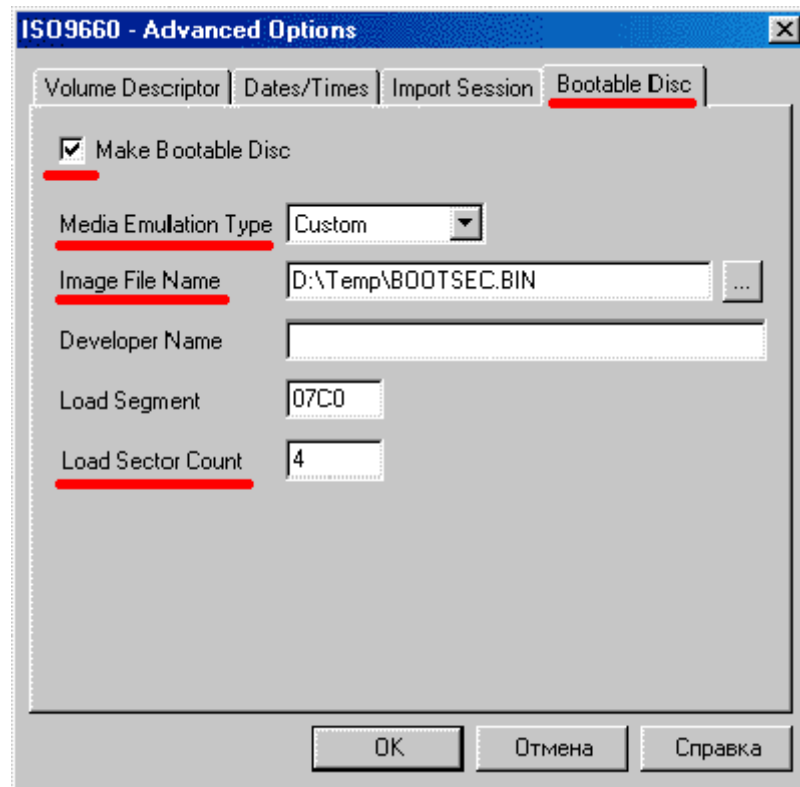 ISO9660 - Advanced Options
Volume Descriptor Dates/Times Import Session Bootable Disc
Make Bootable Disc
Media Emulation Type Custom
Image File Name D:\Temp\BOOTSEC.BIN ...
Developer Name
Load Segment 07C0
Load Sector Count 4
OK Отмена Справка